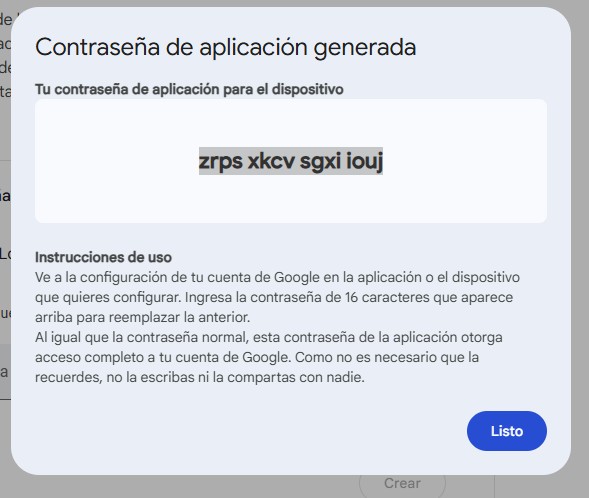 Contraseña de aplicación generada
Tu contraseña de aplicación para el dispositivo
zrps xkcv sgxi iouj
Instrucciones de uso
Ve a la configuración de tu cuenta de Google en la aplicación o el dispositivo
que quieres configurar. Ingresa la contraseña de 16 caracteres que aparece
arriba para reemplazar la anterior.
Al igual que la contraseña normal, esta contraseña de la aplicación otorga
acceso completo a tu cuenta de Google. Como no es necesario que la
recuerdes, no la escribas ni la compartas con nadie.
Listo
Crear